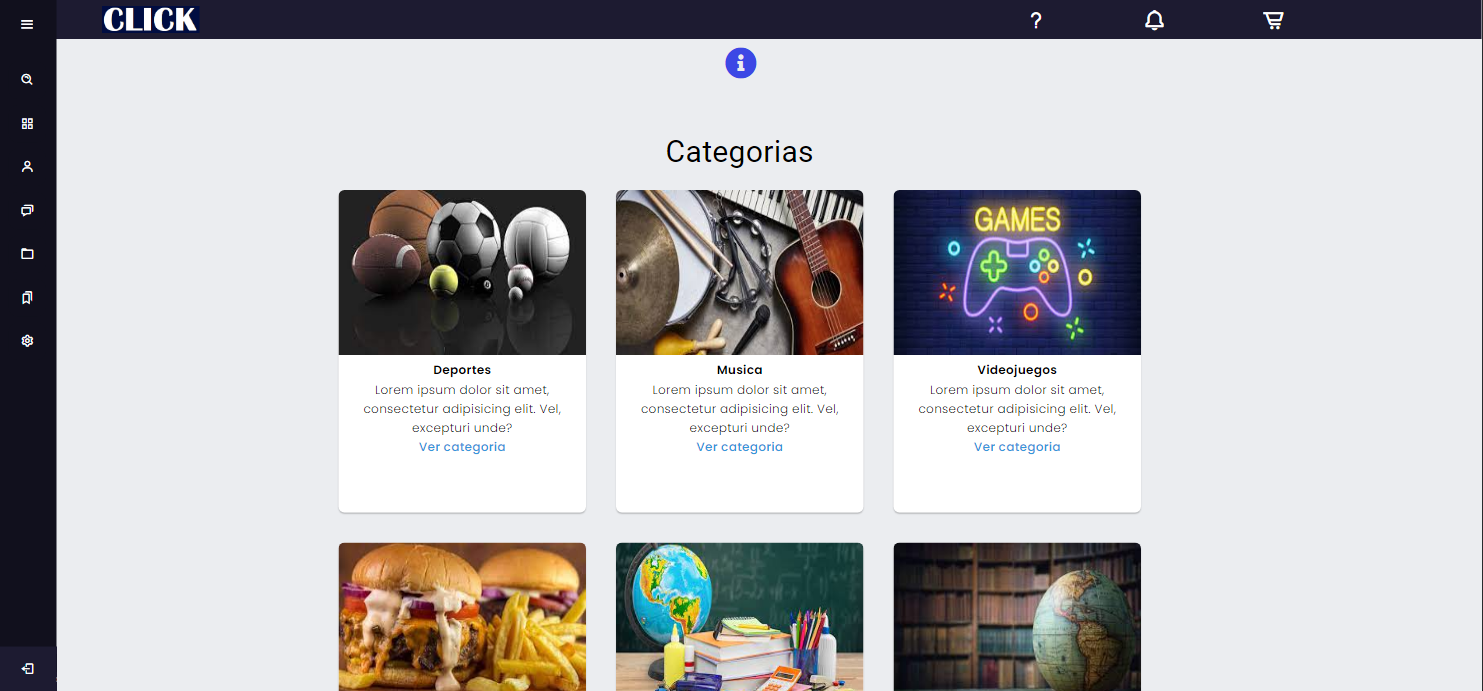 CLICK
Categorias
GAMES
Deportes
Lorem ipsum dolor sit amet,
consectetur adipisicing elit. Vel,
excepturi unde?
Ver categoria
Musica
Lorem ipsum dolor sit amet,
consectetur adipisicing elit. Vel,
excepturi unde?
Ver categoria
Videojuegos
Lorem ipsum dolor sit amet,
consectetur adipisicing elit. Vel,
excepturi unde?
Ver categoria